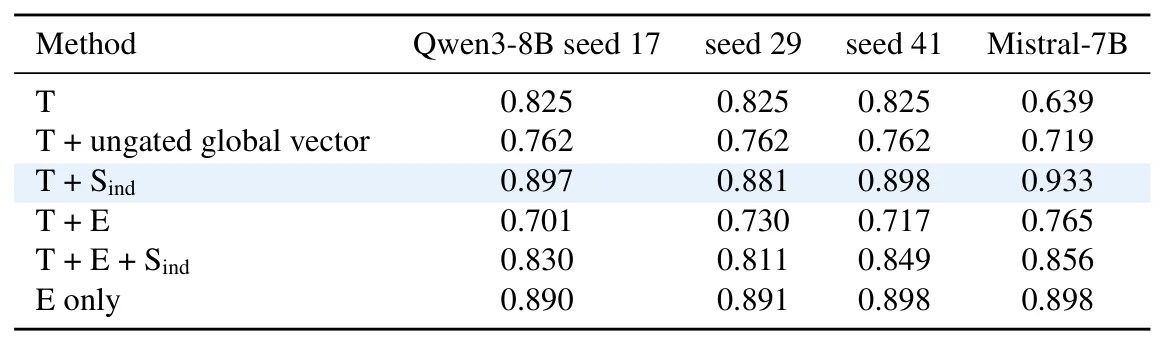 Method Qwen3-8B seed 17 seed 29 seed 41 Mistral-7B
T 0.825 0.825 0.825 0.639
T + ungated global vector 0.762 0.762 0.762 0.719
T + Sind 0.897 0.881 0.898 0.933
T + E 0.701 0.730 0.717 0.765
T + E + Sind 0.830 0.811 0.849 0.856
E only 0.890 0.891 0.898 0.898